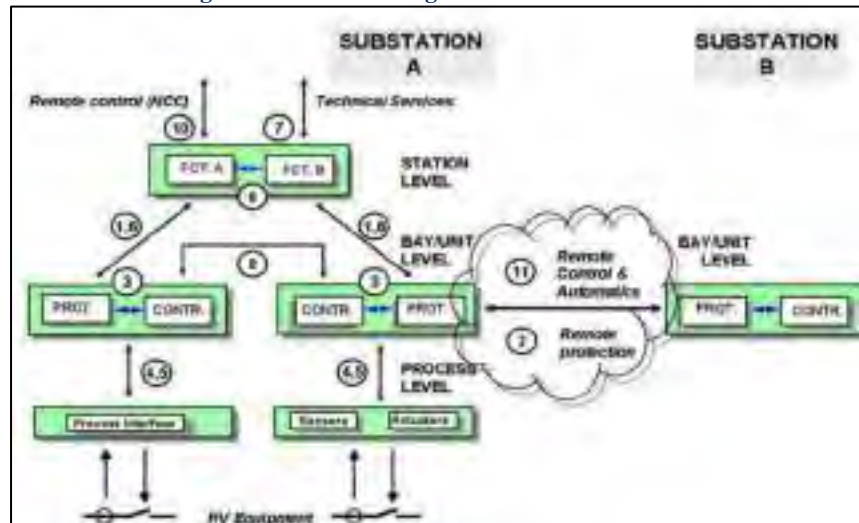 SUBSTATION
A
SUBSTATION
B
Remote control (NCC)
Technical Services
10
7
FCT. A
FCT. B
STATION
LEVEL
1,6
1,6
BAY/UNIT
LEVEL
BAY/UNIT
LEVEL
3
3
11
Remote
Control &
Automatics
PROT.
CONTR.
CONTR.
PROT.
PROT.
CONTR.
2
Remote
protection
4,5
4,5
PROCESS
LEVEL
Process Interface
Sensors
Actuators
HV Equipment